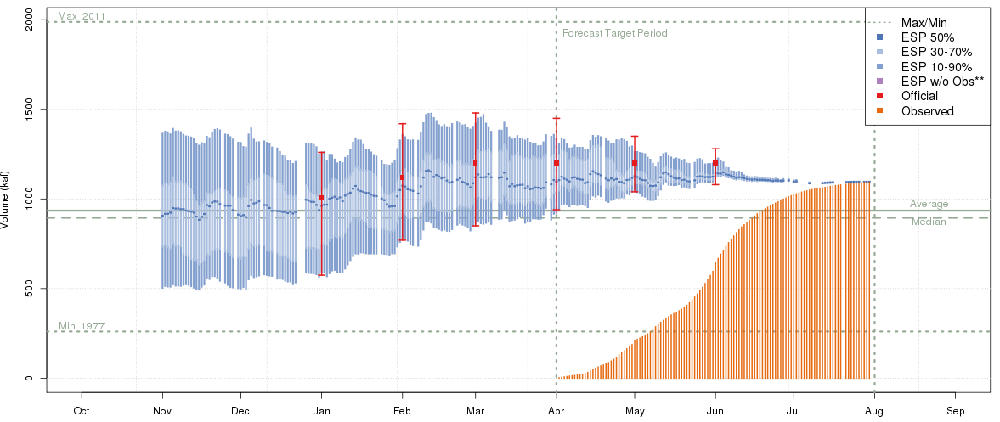 Max 2011
Forecast Target Period
Max/Min
ESP 50%
ESP 30-70%
ESP 10-90%
ESP w/o Obs**
Official
Observed
Average
Median
Min 1977
Volume (kaf)
2000
1500
1000
500
0
Oct Nov Dec Jan Feb Mar Apr May Jun Jul Aug Sep